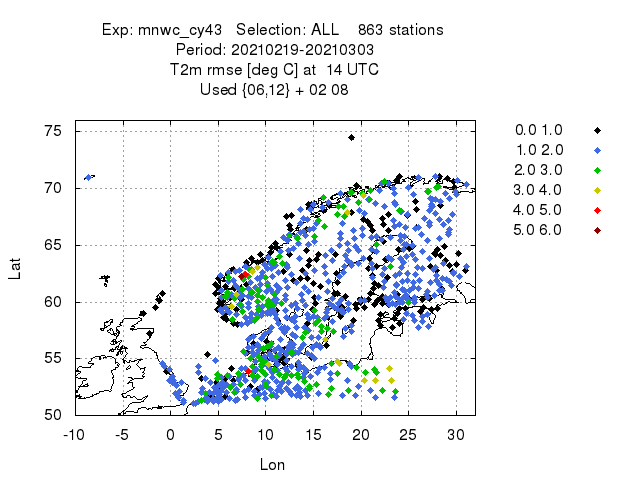 Exp: mnwc_cy43   Selection: ALL    863 stations
Period: 20210219-20210303
T2m rmse [deg C] at  14 UTC
Used {06,12} + 02 08
75
70
65
60
55
50
Lat
-10 -5 0 5 10 15 20 25 30
Lon
0.0 1.0
1.0 2.0
2.0 3.0
3.0 4.0
4.0 5.0
5.0 6.0